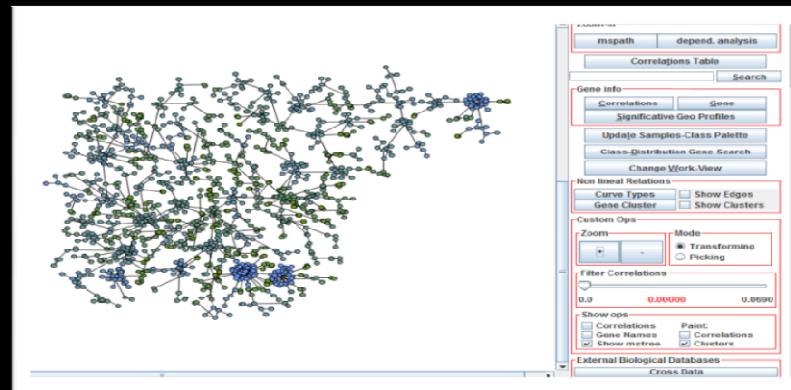 mspath depend. analysis
Correlations Table
Search
Gene Info
Correlations Gene
Significative Geo Profiles
Update Samples-Class Palette
Class-Distribution Gene Search
Change Work-View
Non lineal Relations
Curve Types Show Edges
Gene Cluster Show Clusters
Custom Ops
Zoom Mode
+ - Transforming
Picking
Filter Correlations
0.0 0.00000 0.8690
Show ops
Correlations Paint:
Gene Names Correlations
Show mstree Clusters
External Biological Databases
Cross Data